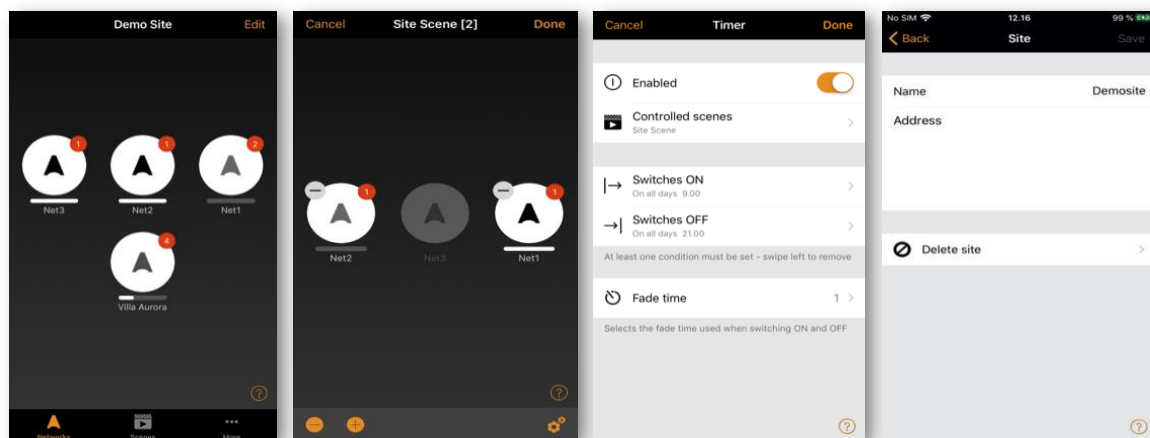 Demo Site
Edit
1
1
2
Net3
Net2
Net1
4
Villa Aurora
?
Networks
Scenes
More
Cancel
Site Scene [2]
Done
1
1
Net2
Net3
Net1
?
Cancel
Timer
Done
Enabled
Controlled scenes
Site Scene
Switches ON
On all days 9.00
Switches OFF
On all days 21.00
At least one condition must be set - swipe left to remove
Fade time
1
Selects the fade time used when switching ON and OFF
?
No SIM
12.16
99 %
Back
Site
Save
Name
Demosite
Address
Delete site
?